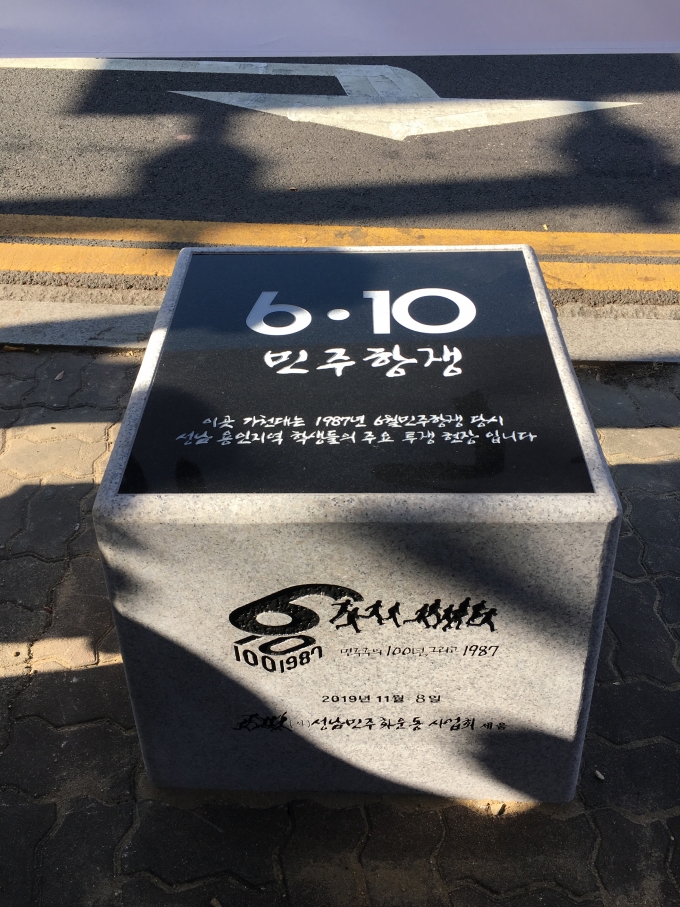 6·10
민주항쟁
이곳 가천대는 1987년 6월민주항쟁 당시
성남 용인지역 학생들의 주요 투쟁 현장 입니다
6 10
100 1987
민주주의 100년, 그리고 1987
2019년 11월 8일
(사)성남민주화운동 사업회 세움